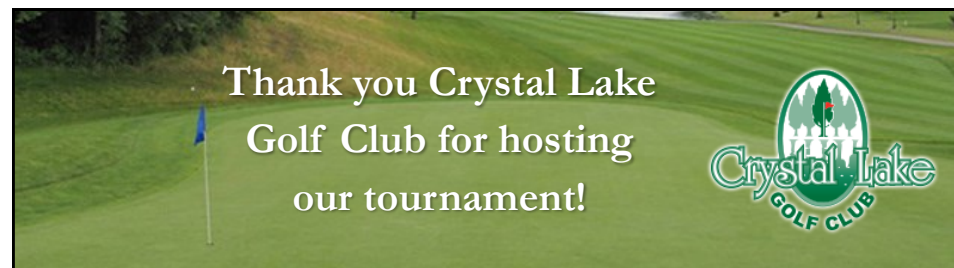 Thank you Crystal Lake
Golf Club for hosting
our tournament!
Crystal Lake
GOLF CLUB